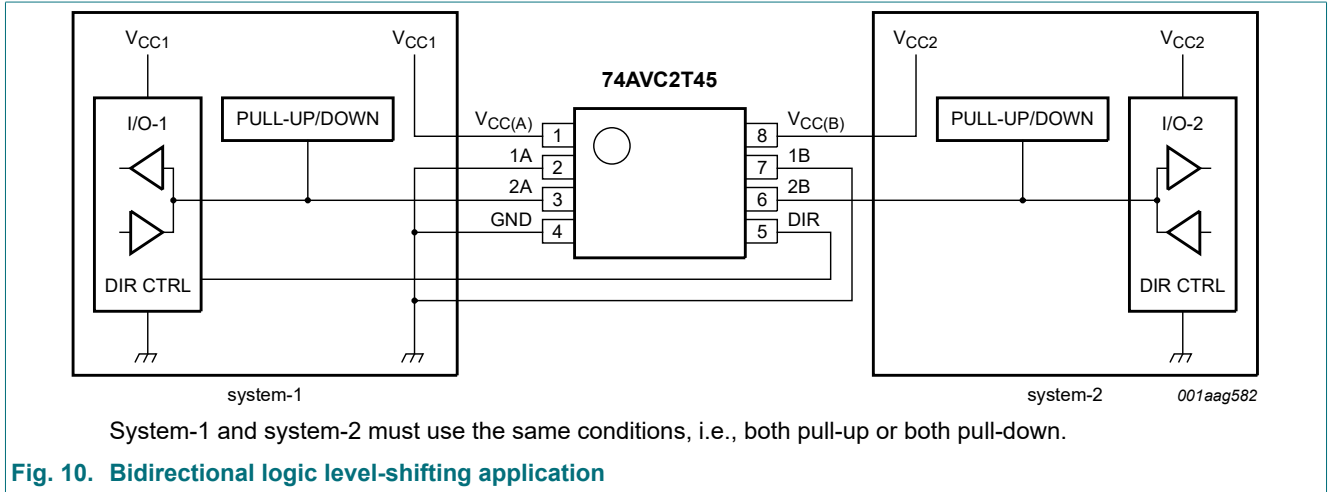 VCC1
VCC1
VCC2
VCC2
74AVC2T45
I/O-1
PULL-UP/DOWN
VCC(A)
1
8
VCC(B)
PULL-UP/DOWN
I/O-2
1A
2
7
1B
2A
3
6
2B
GND
4
5
DIR
DIR CTRL
DIR CTRL
system-1
system-2
001aag582
System-1 and system-2 must use the same conditions, i.e., both pull-up or both pull-down.
Fig. 10. Bidirectional logic level-shifting application